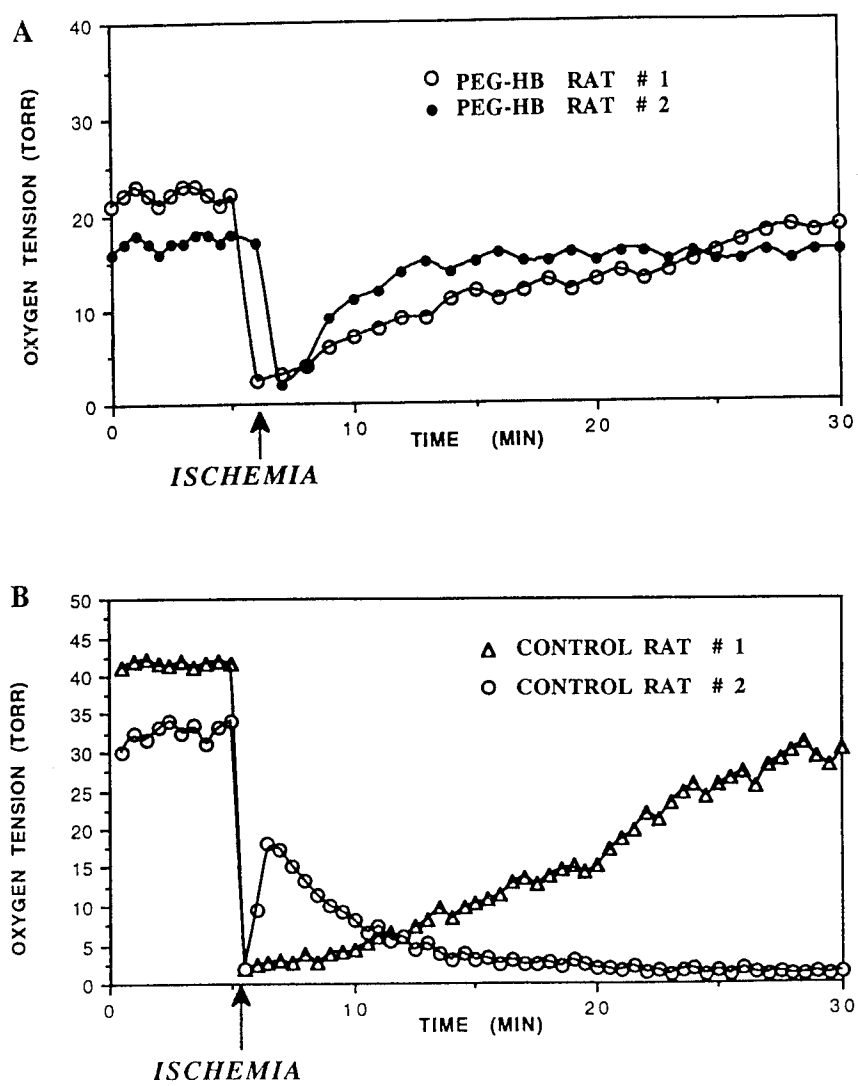 A
40
30
20
10
0
OXYGEN TENSION (TORR)
PEG-HB RAT # 1
PEG-HB RAT # 2
0 10 20 30
TIME (MIN)
ISCHEMIA
B
50
45
40
35
30
25
20
15
10
5
0
OXYGEN TENSION (TORR)
CONTROL RAT # 1
CONTROL RAT # 2
0 10 20 30
TIME (MIN)
ISCHEMIA